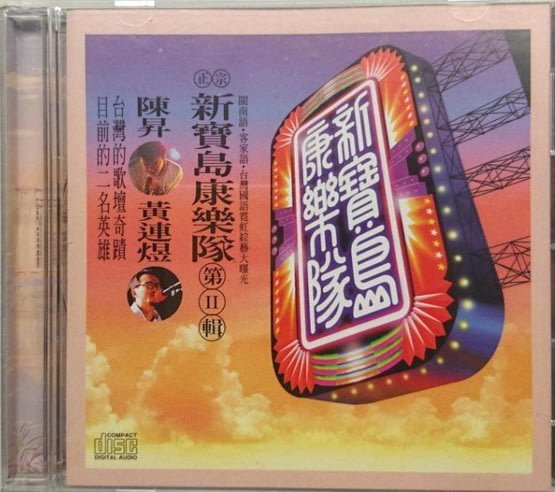 閩南語·客家語·台灣國語霓虹綜藝大曝光
正宗
新寶島康樂隊 第II輯
陳昇 黃連煜
台灣的歌壇奇蹟
目前的二名英雄
新寶島
康樂隊
COMPACT
disc
DIGITAL AUDIO